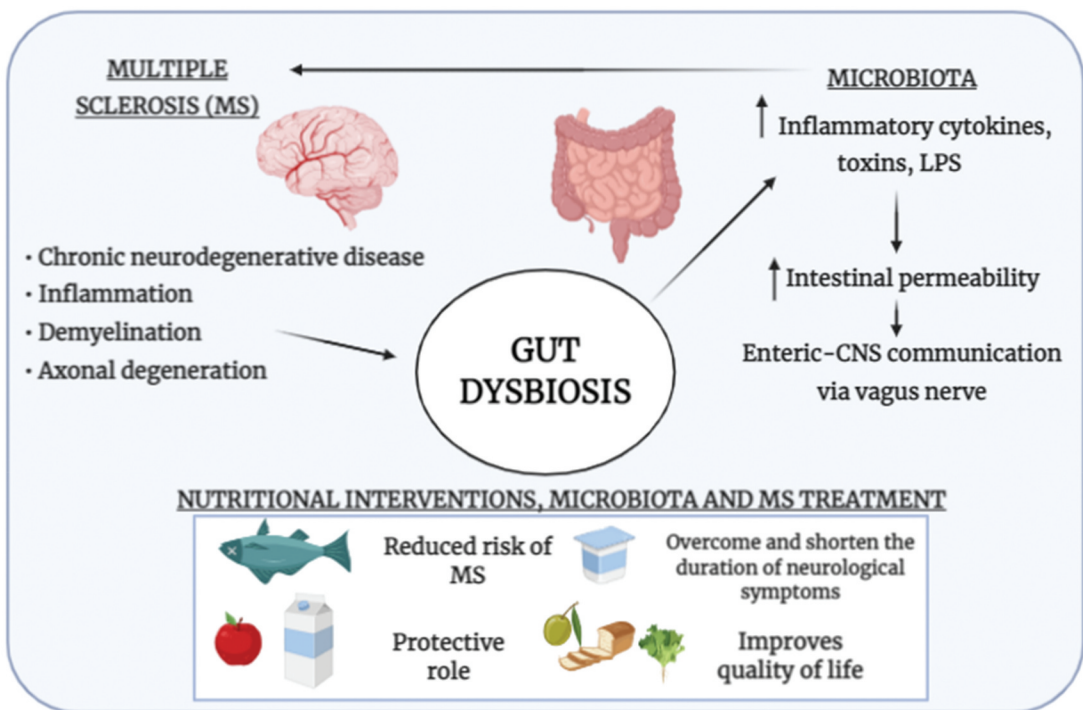 MULTIPLE
SCLEROSIS (MS)
· Chronic neurodegenerative disease
· Inflammation
· Demyelination
· Axonal degeneration
GUT
DYSBIOSIS
MICROBIOTA
Inflammatory cytokines,
toxins, LPS
Intestinal permeability
Enteric-CNS communication
via vagus nerve
NUTRITIONAL INTERVENTIONS, MICROBIOTA AND MS TREATMENT
Reduced risk of
MS
Overcome and shorten the
duration of neurological
symptoms
Protective
role
Improves
quality of life